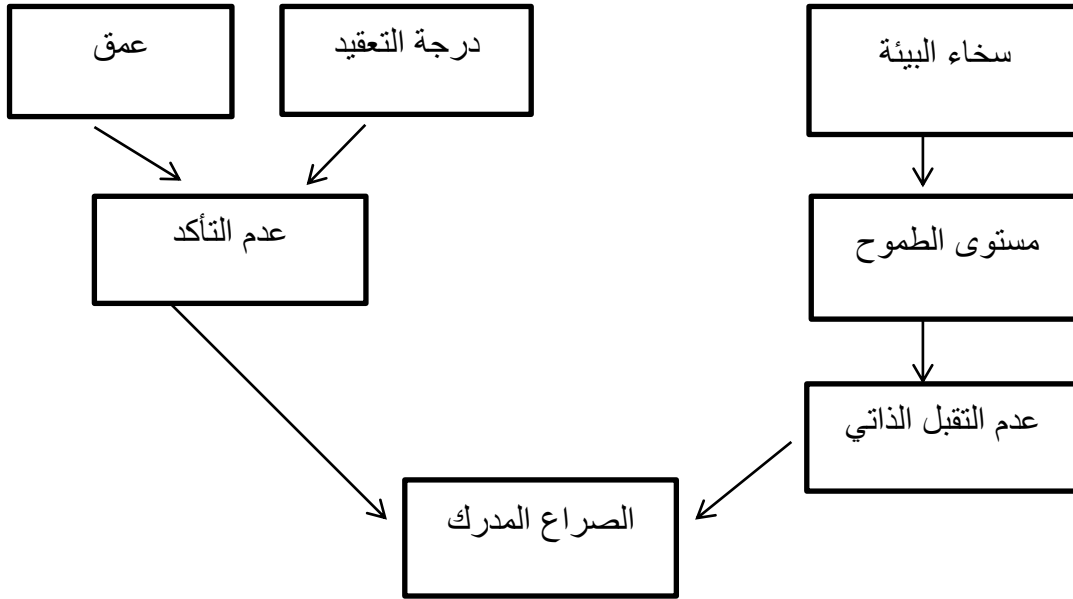 سخاء البيئة
درجة التعقيد
عمق
مستوى الطموح
عدم التأكد
عدم التقبل الذاتي
الصراع المدرك